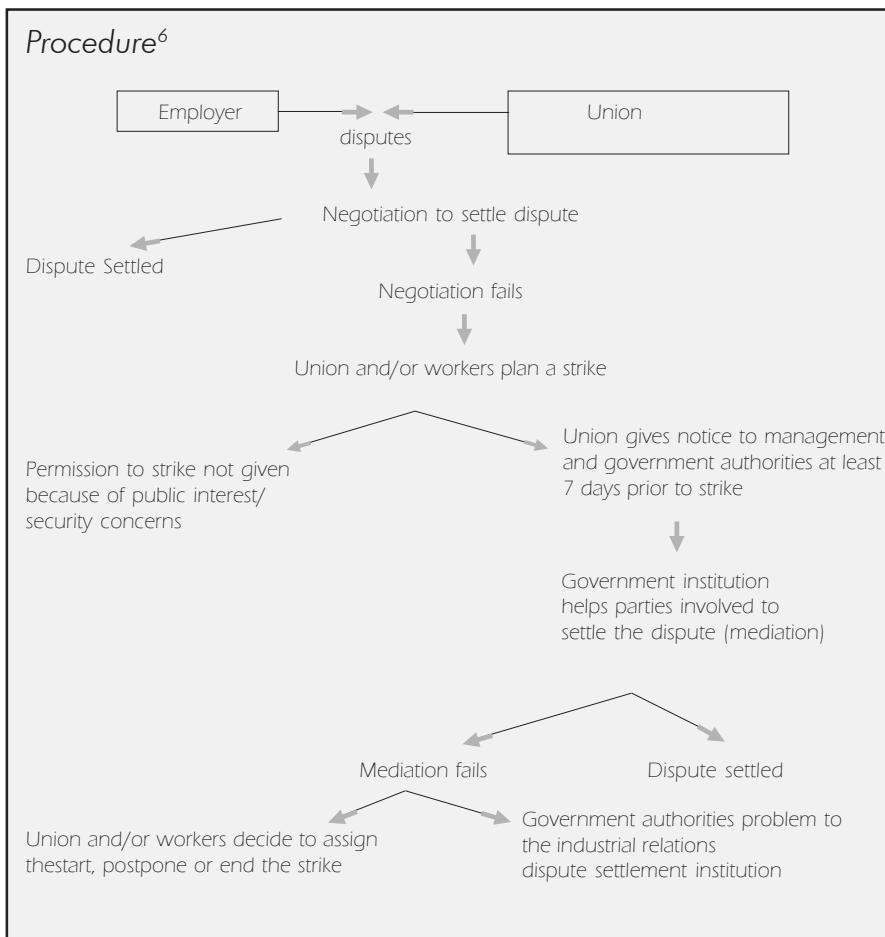 Procedure6
Employer
Union
disputes
Negotiation to settle dispute
Dispute Settled
Negotiation fails
Union and/or workers plan a strike
Permission to strike not given
because of public interest/
security concerns
Union gives notice to management
and government authorities at least
7 days prior to strike
Government institution
helps parties involved to
settle the dispute (mediation)
Mediation fails
Dispute settled
Union and/or workers decide to assign
thestart, postpone or end the strike
Government authorities problem to
the industrial relations
dispute settlement institution